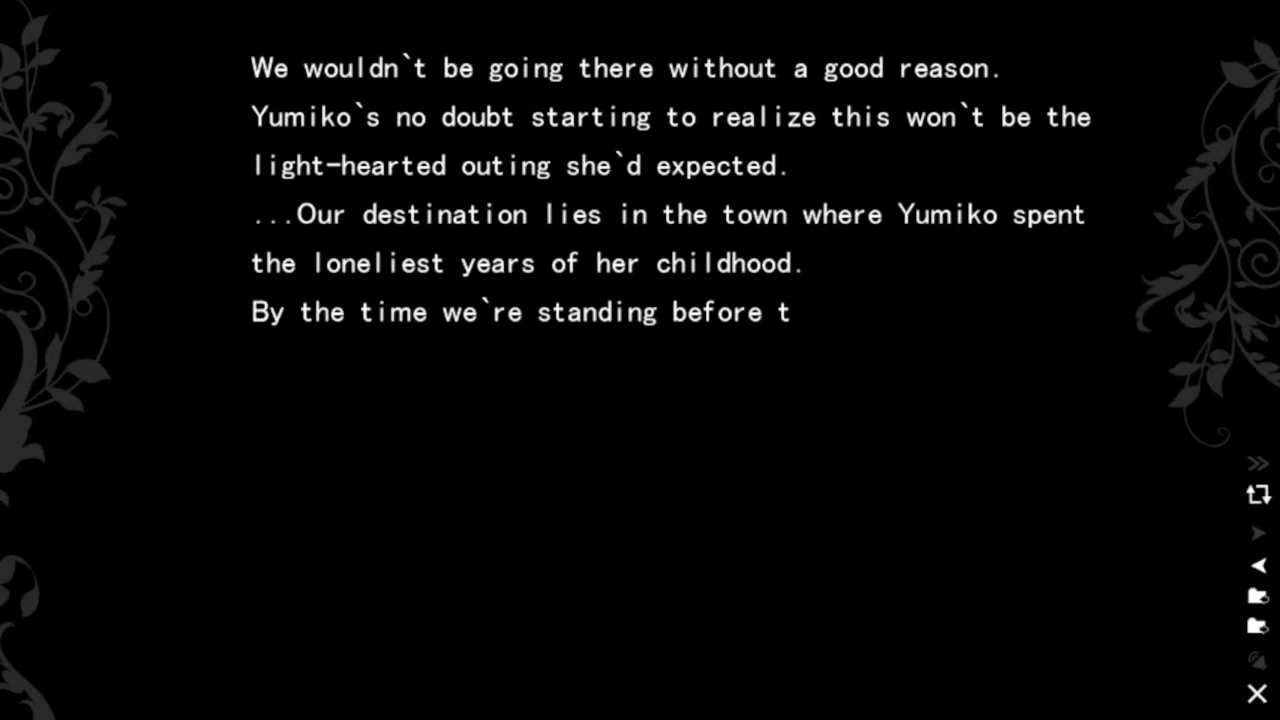 We wouldn`t be going there without a good reason.
Yumiko`s no doubt starting to realize this won`t be the
light-hearted outing she`d expected.
...Our destination lies in the town where Yumiko spent
the loneliest years of her childhood.
By the time we`re standing before t